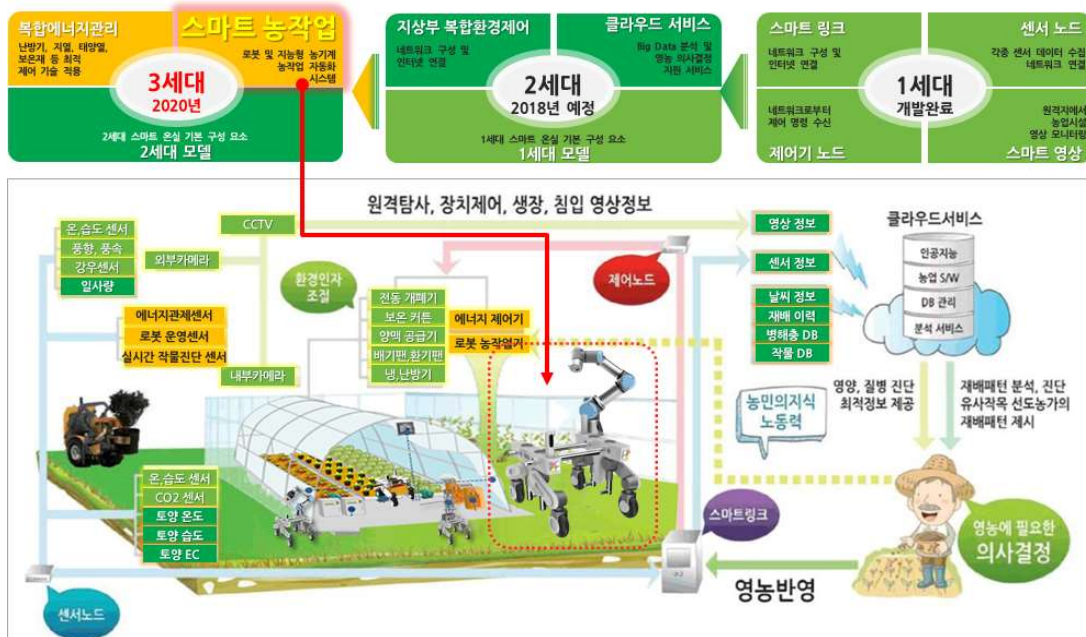 복합에너지관리
난방기, 지열, 태양열,
보온재 등 최적
제어 기술 적용
스마트 농작업
로봇 및 지능형 농기계
농작업 자동화
시스템
3세대
2020년
2세대 스마트 온실 기본 구성 요소
2세대 모델
지상부 복합환경제어
네트워크 구성 및
인터넷 연결
클라우드 서비스
Big Data 분석 및
영농 의사결정
지원 서비스
2세대
2018년 예정
1세대 스마트 온실 기본 구성 요소
1세대 모델
스마트 링크
네트워크 구성 및
인터넷 연결
센서 노드
각종 센서 데이터 수집
네트워크 연결
1세대
개발완료
네트워크로부터
제어 명령 수신
제어기 노드
원격지에서
농업시설
영상 모니터링
스마트 영상
원격탐사, 장치제어, 생장, 침입 영상정보
온,습도 센서
풍향, 풍속
강우센서
일사량
CCTV
외부카메라
에너지관제센서
로봇 운영센서
실시간 작물진단 센서
내부카메라
환경인자
조절
전동 개폐기
보온 커튼
양액 공급기
배기팬,환기팬
냉,난방기
에너지 제어기
로봇 농작업기
제어노드
영상 정보
센서 정보
날씨 정보
재배 이력
병해충 DB
작물 DB
클라우드서비스
인공지능
농업 S/W
DB 관리
분석 서비스
농민의지식
노동력
영양, 질병 진단
최적정보 제공
재배패턴 분석, 진단
유사작목 선도농가의
재배패턴 제시
온,습도 센서
CO2 센서
토양 온도
토양 습도
토양 EC
센서노드
스마트링크
영농반영
영농에 필요한
의사결정